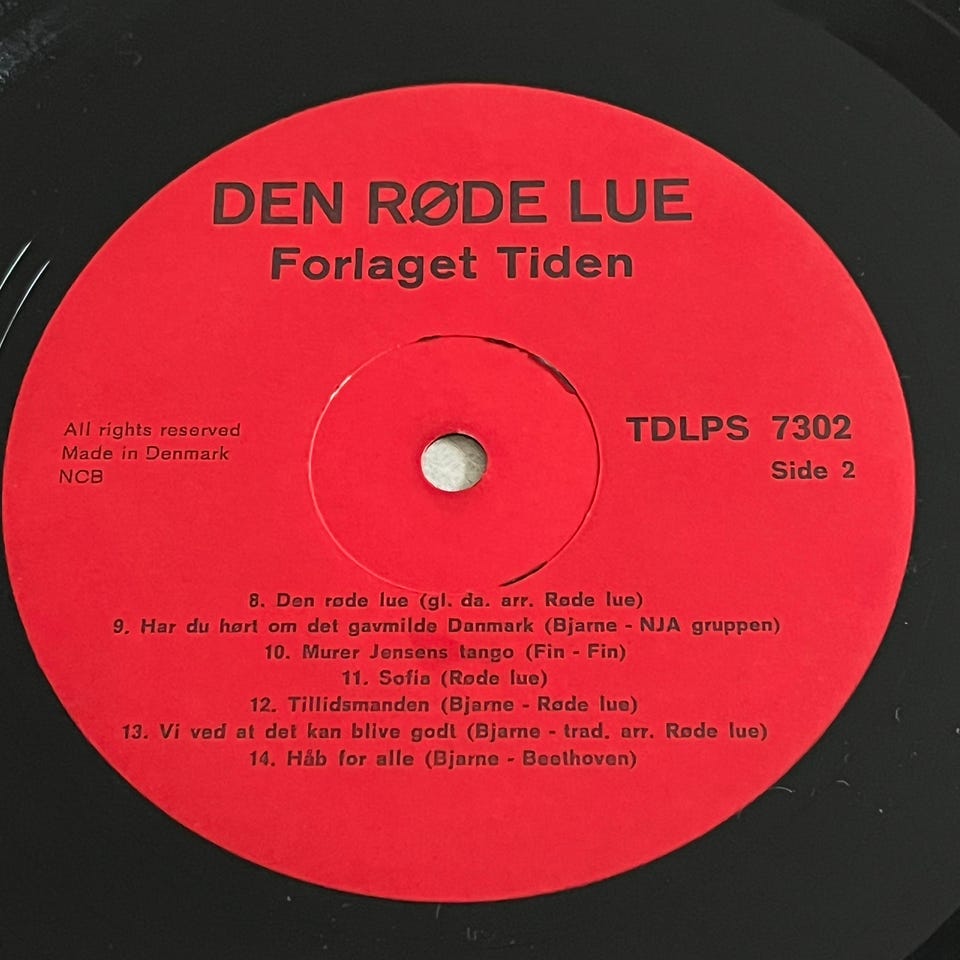 DEN RØDE LUE
Forlaget Tiden
All rights reserved
Made in Denmark
NCB
TDLPS 7302
Side 2
8. Den røde lue (gl. da. arr. Røde lue)
9. Har du hørt om det gavmilde Danmark (Bjarne - NJA gruppen)
10. Murer Jensens tango (Fin - Fin)
11. Sofia (Røde lue)
12. Tillidsmanden (Bjarne - Røde lue)
13. Vi ved at det kan blive godt (Bjarne - trad. arr. Røde lue)
14. Håb for alle (Bjarne - Beethoven)